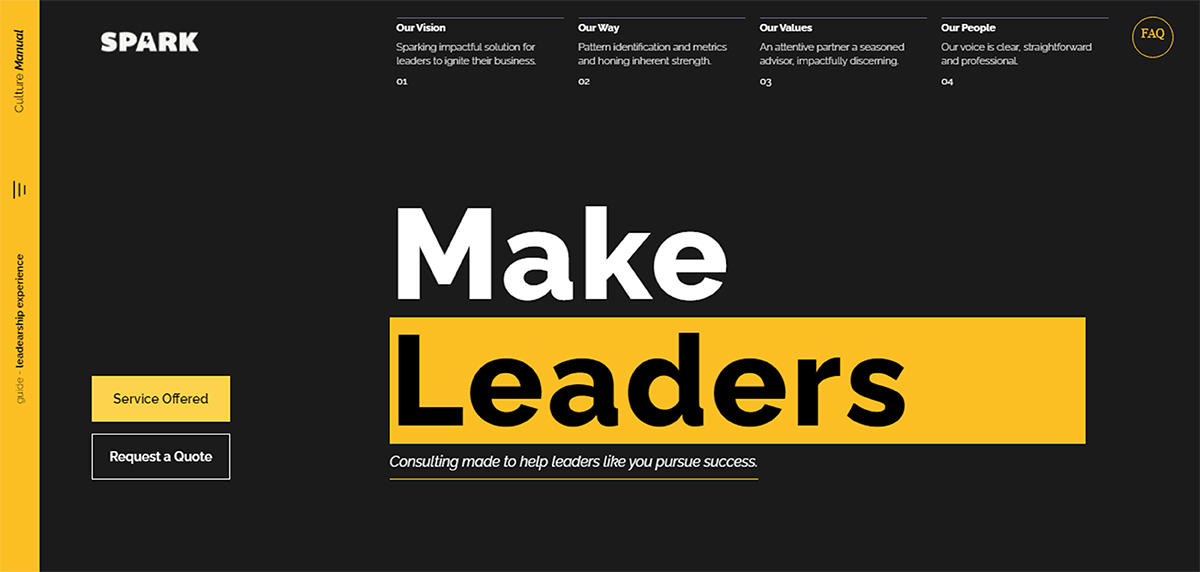 Culture Manual
guide - leadearship experience
SPARK
Our Vision
Sparking impactful solution for
leaders to ignite their business.
01
Our Way
Pattern identification and metrics
and honing inherent strength.
02
Our Values
An attentive partner a seasoned
advisor, impactfully discerning.
03
Our People
Our voice is clear, straightforward
and professional.
04
FAQ
Make
Leaders
Consulting made to help leaders like you pursue success.
Service Offered
Request a Quote